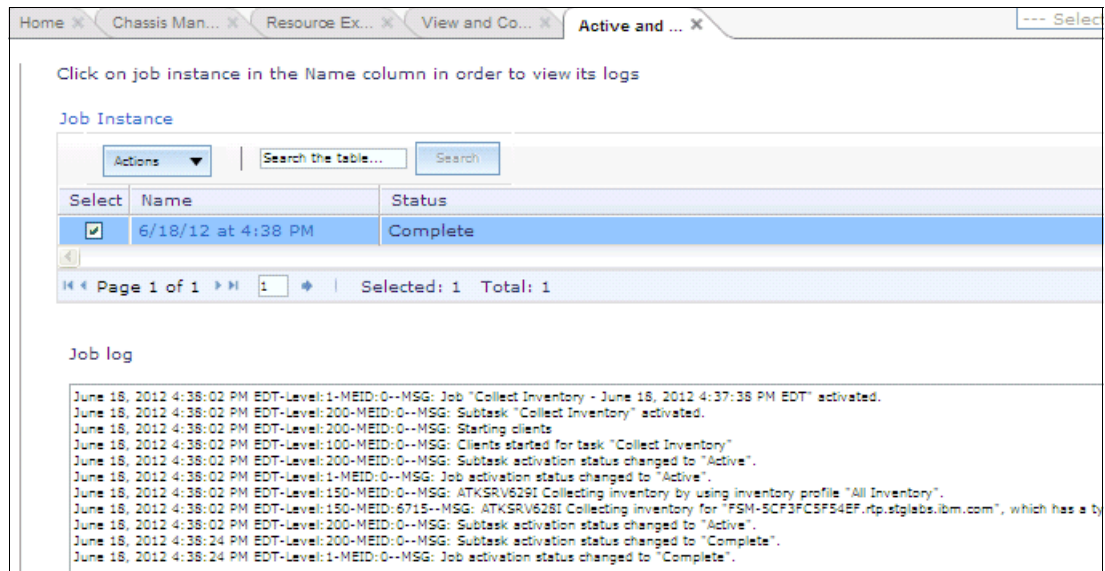 Home Chassis Man... Resource Ex... View and Co... Active and ... --- Selec
Click on job instance in the Name column in order to view its logs
Job Instance
Actions Search the table... Search
Select Name Status
6/18/12 at 4:38 PM Complete
Page 1 of 1 1 Selected: 1 Total: 1
Job log
June 18, 2012 4:38:02 PM EDT-Level:1-MEID:0--MSG: Job "Collect Inventory - June 18, 2012 4:37:38 PM EDT" activated.
June 18, 2012 4:38:02 PM EDT-Level:200-MEID:0--MSG: Subtask "Collect Inventory" activated.
June 18, 2012 4:38:02 PM EDT-Level:200-MEID:0--MSG: Starting clients
June 18, 2012 4:38:02 PM EDT-Level:100-MEID:0--MSG: Clients started for task "Collect Inventory"
June 18, 2012 4:38:02 PM EDT-Level:200-MEID:0--MSG: Subtask activation status changed to "Active".
June 18, 2012 4:38:02 PM EDT-Level:1-MEID:0--MSG: Job activation status changed to "Active".
June 18, 2012 4:38:02 PM EDT-Level:150-MEID:0--MSG: ATKSRV629I Collecting inventory by using inventory profile "All Inventory".
June 18, 2012 4:38:02 PM EDT-Level:150-MEID:6715--MSG: ATKSRV628I Collecting inventory for "FSM-5CF3FC5F54EF.rtp.stglabs.ibm.com", which has a ty
June 18, 2012 4:38:02 PM EDT-Level:200-MEID:0--MSG: Subtask activation status changed to "Active".
June 18, 2012 4:38:24 PM EDT-Level:200-MEID:0--MSG: Subtask activation status changed to "Complete".
June 18, 2012 4:38:24 PM EDT-Level:1-MEID:0--MSG: Job activation status changed to "Complete".